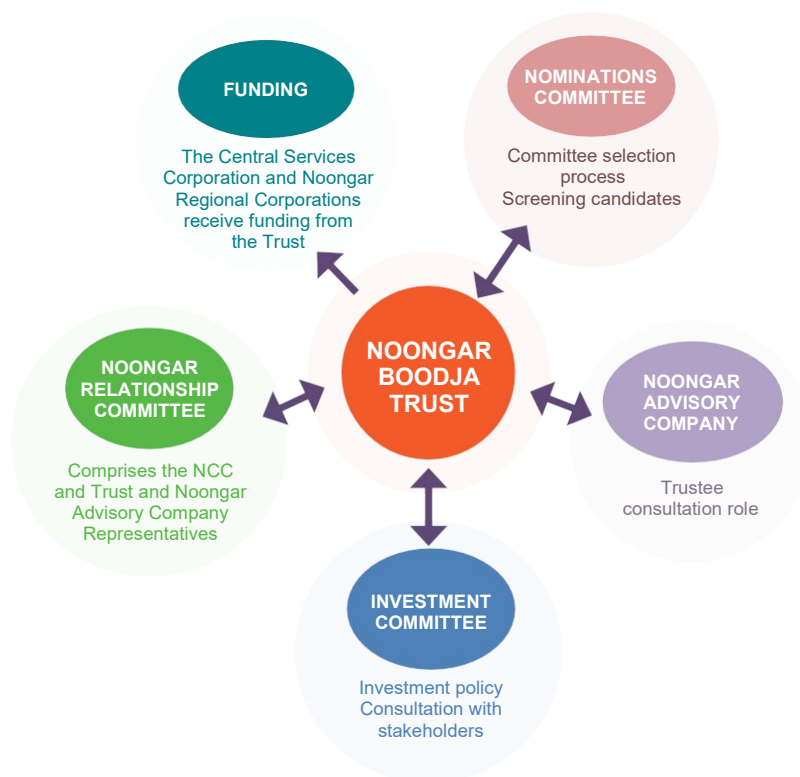 FUNDING
The Central Services
Corporation and Noongar
Regional Corporations
receive funding from
the Trust
NOMINATIONS
COMMITTEE
Committee selection
process
Screening candidates
NOONGAR
BOODJA
TRUST
NOONGAR
RELATIONSHIP
COMMITTEE
Comprises the NCC
and Trust and Noongar
Advisory Company
Representatives
NOONGAR
ADVISORY
COMPANY
Trustee
consultation role
INVESTMENT
COMMITTEE
Investment policy
Consultation with
stakeholders